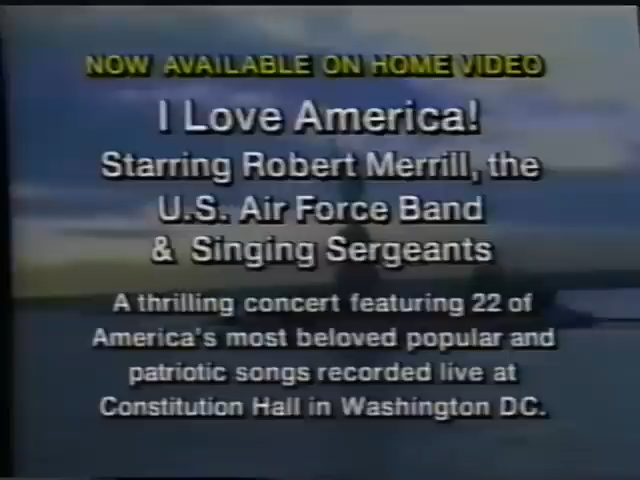 NOW AVAILABLE ON HOME VIDEO
I Love America!
Starring Robert Merrill, the
U.S. Air Force Band
& Singing Sergeants
A thrilling concert featuring 22 of
America's most beloved popular and
patriotic songs recorded live at
Constitution Hall in Washington DC.